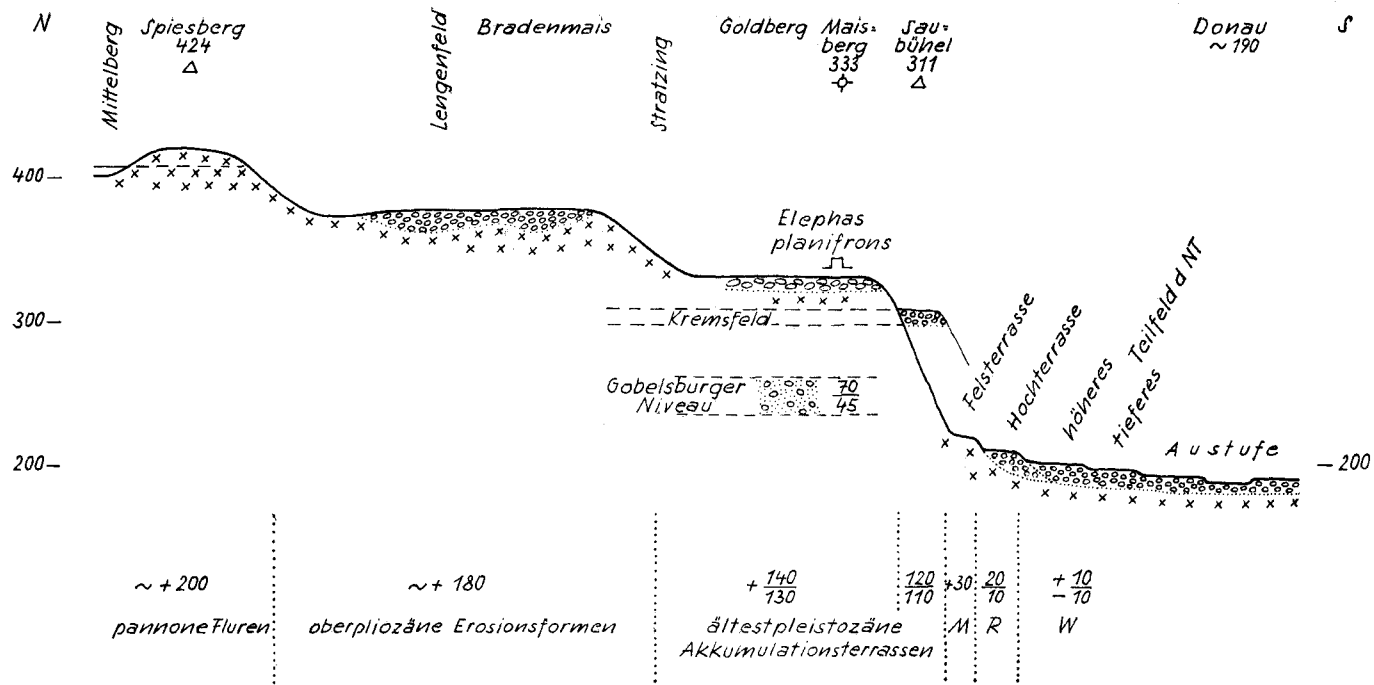 N
Mittelberg
Spiesberg
424
Lengenfeld
Bradenmais
Stratzing
Goldberg
Mais-
berg
333
Sau-
bühel
311
Donau
~ 190
S
400
300
200
Elephas
planifrons
Kremsfeld
Gobelsburger
Niveau
70
45
Felsterrasse
Hochterrasse
höheres Teilfeld d NT
tieferes
Austufe
200
~ + 200
~ + 180
+ 140
130
120
110
+30
20
10
+ 10
- 10
pannone Fluren
oberpliozäne Erosionsformen
ältestpleistozäne
Akkumulationsterrassen
M
R
W